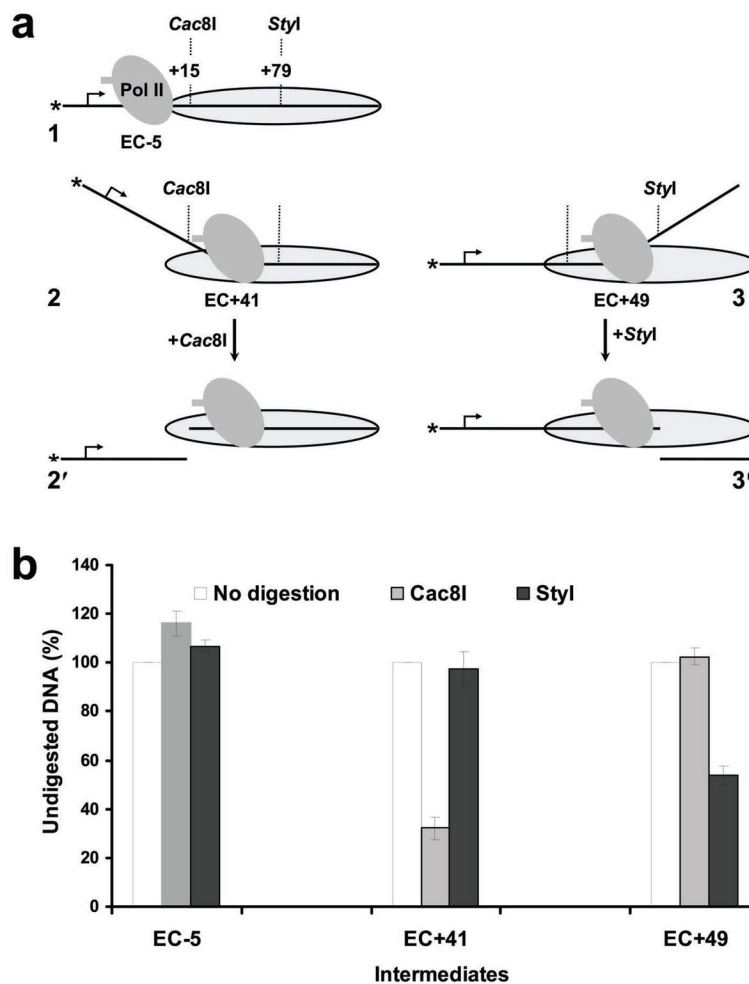 a
Cac8I StyI
+15 +79
Pol II
*
1
EC-5
*
Cac8I
StyI
*
2
EC+41
EC+49
3
+Cac8I
+StyI
*
*
2′
3′
b
140
120
100
80
60
40
20
0
Undigested DNA (%)
No digestion Cac8I StyI
EC-5 EC+41 EC+49
Intermediates